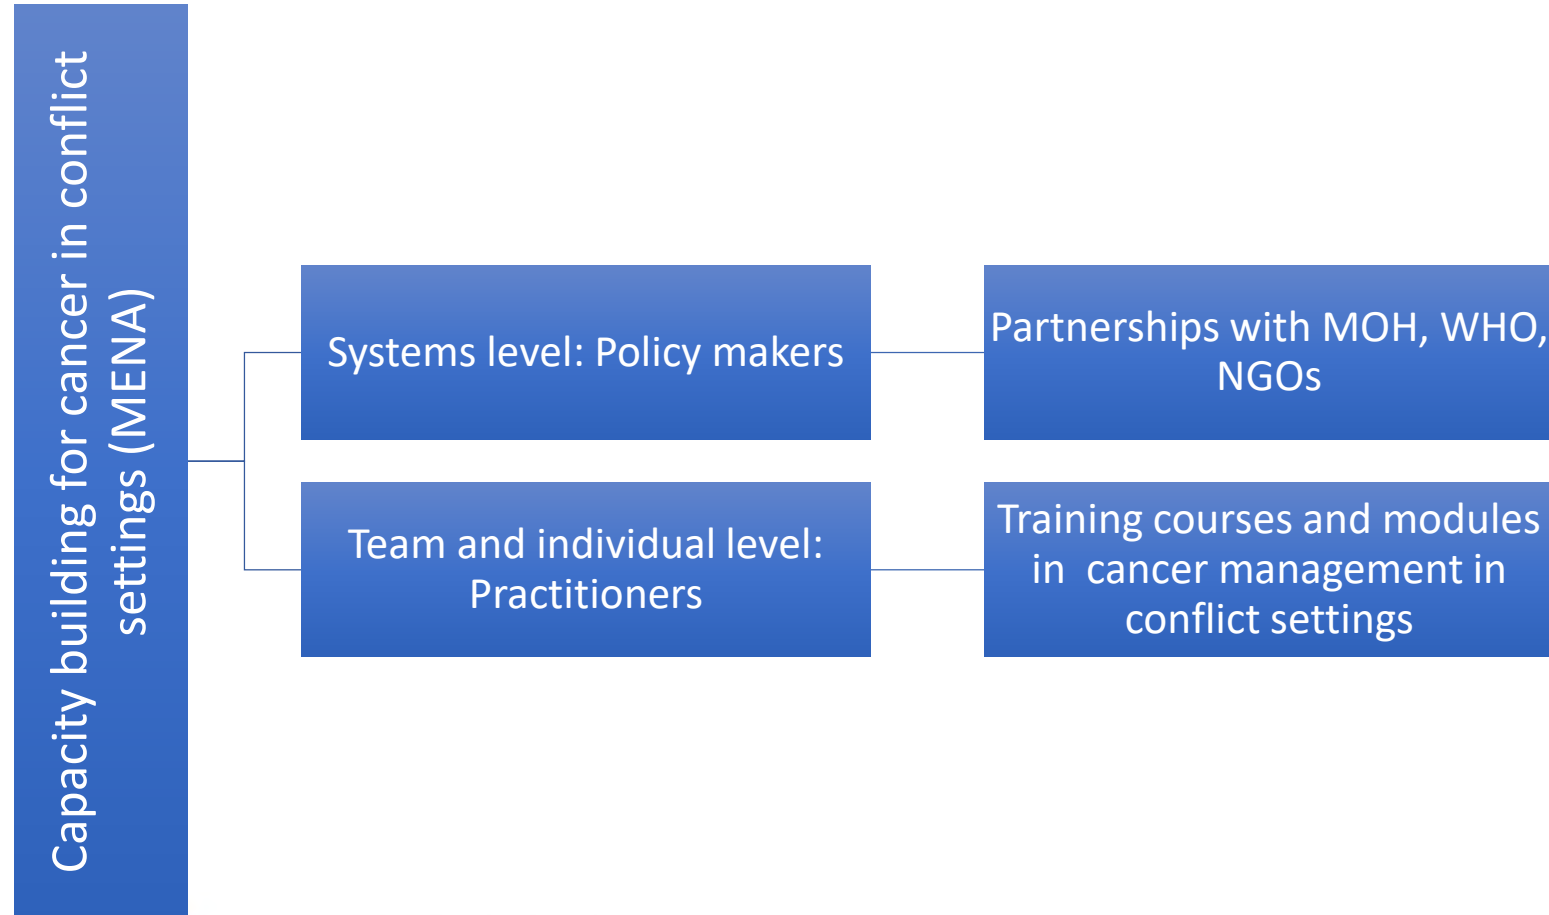 Capacity building for cancer in conflict
settings (MENA)
Systems level: Policy makers
Partnerships with MOH, WHO,
NGOs
Team and individual level:
Practitioners
Training courses and modules
in  cancer management in
conflict settings